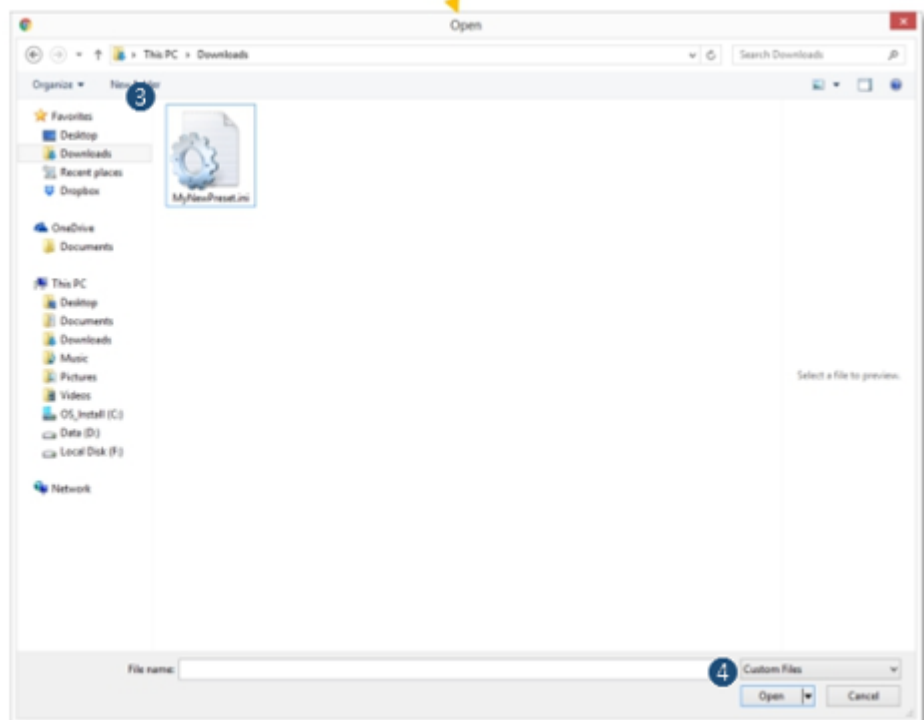 Open
This PC Downloads
Search Downloads
Organize
New folder
3
Favorites
Desktop
Downloads
Recent places
Dropbox
MyNewPreset.ini
OneDrive
Documents
This PC
Desktop
Documents
Downloads
Music
Pictures
Videos
OS_Install (C:)
Data (D:)
Local Disk (F:)
Network
Select a file to preview.
File name:
4
Custom Files
Open
Cancel